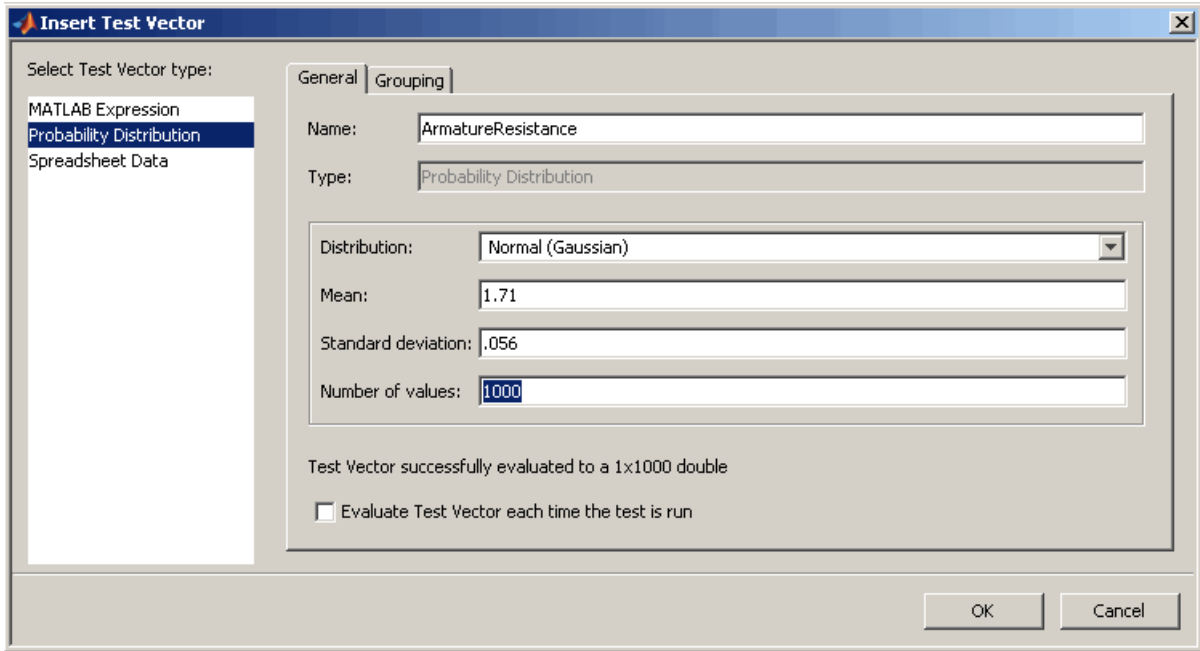 Insert Test Vector
Select Test Vector type:
MATLAB Expression
Probability Distribution
Spreadsheet Data
General
Grouping
Name: ArmatureResistance
Type: Probability Distribution
Distribution: Normal (Gaussian)
Mean: 1.71
Standard deviation: .056
Number of values: 1000
Test Vector successfully evaluated to a 1x1000 double
Evaluate Test Vector each time the test is run
OK Cancel